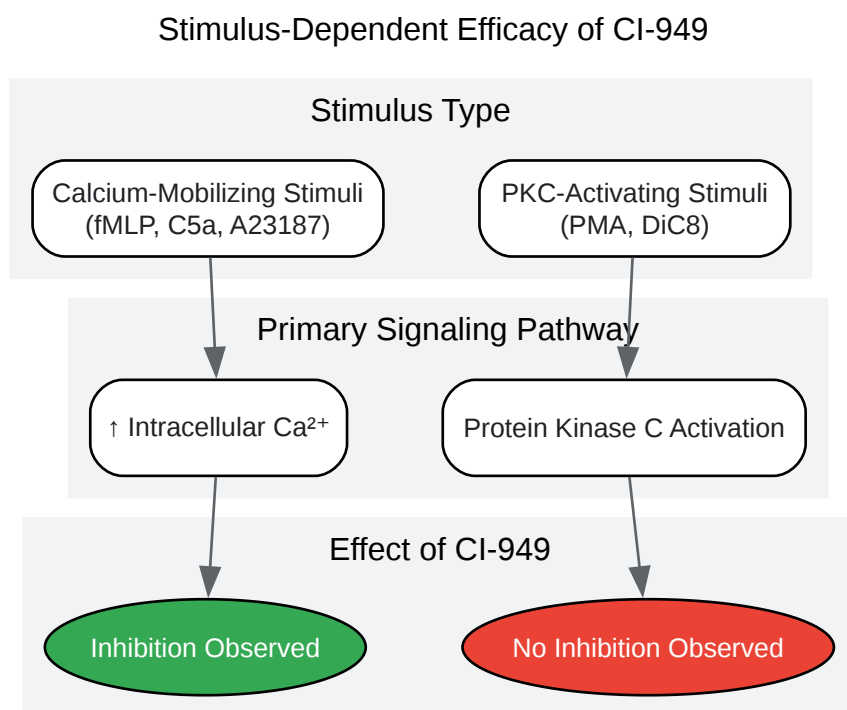 Stimulus-Dependent Efficacy of CI-949
Stimulus Type
Calcium-Mobilizing Stimuli
(fMLP, C5a, A23187)
PKC-Activating Stimuli
(PMA, DiC8)
Primary Signaling Pathway
↑ Intracellular Ca²⁺
Protein Kinase C Activation
Effect of CI-949
Inhibition Observed
No Inhibition Observed